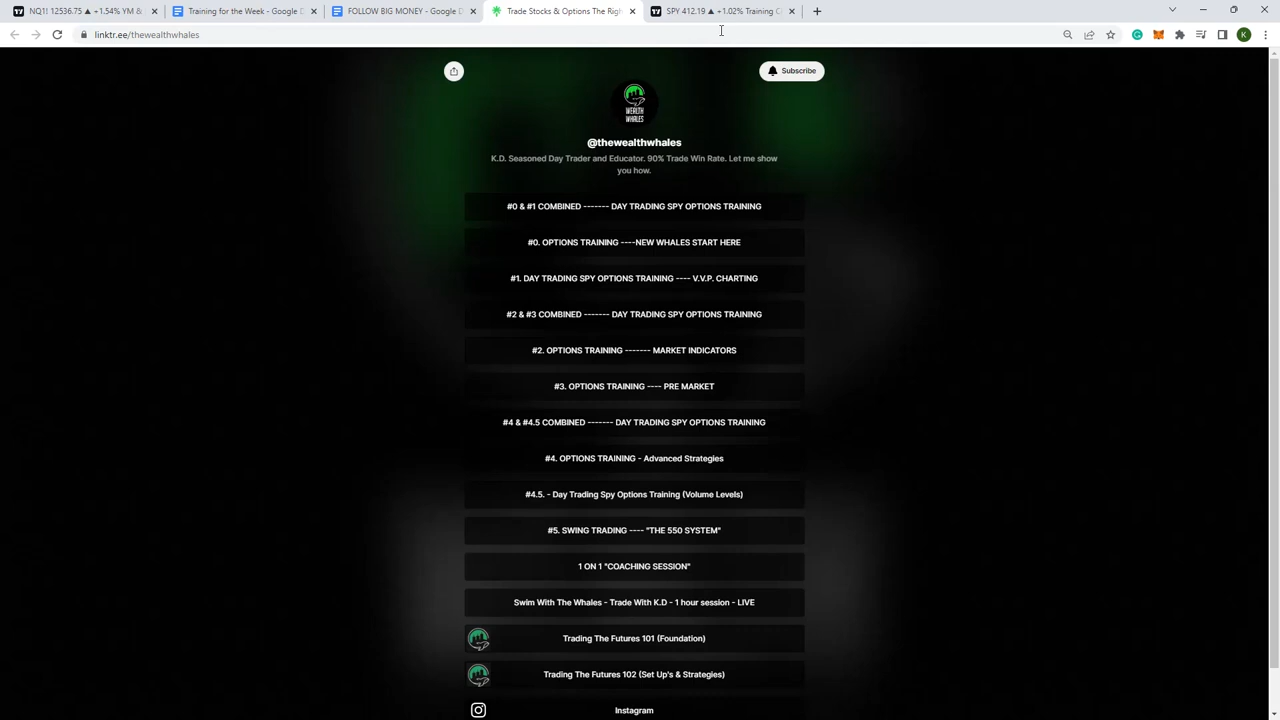 NQ1! 12536.75 ▲ +1.54% YM &
Training for the Week - Google D
FOLLOW BIG MONEY - Google D
Trade Stocks & Options The Righ
SPY 412.19 ▲ +1.02% Training C
linktr.ee/thewealthwhales
K
Subscribe
WEALTH
WHALES
@thewealthwhales
K.D. Seasoned Day Trader and Educator. 90% Trade Win Rate. Let me show
you how.
#0 & #1 COMBINED ------- DAY TRADING SPY OPTIONS TRAINING
#0. OPTIONS TRAINING ----NEW WHALES START HERE
#1. DAY TRADING SPY OPTIONS TRAINING ---- V.V.P. CHARTING
#2 & #3 COMBINED ------- DAY TRADING SPY OPTIONS TRAINING
#2. OPTIONS TRAINING ------- MARKET INDICATORS
#3. OPTIONS TRAINING ---- PRE MARKET
#4 & #4.5 COMBINED ------- DAY TRADING SPY OPTIONS TRAINING
#4. OPTIONS TRAINING - Advanced Strategies
#4.5. - Day Trading Spy Options Training (Volume Levels)
#5. SWING TRADING ---- "THE 550 SYSTEM"
1 ON 1 "COACHING SESSION"
Swim With The Whales - Trade With K.D - 1 hour session - LIVE
Trading The Futures 101 (Foundation)
Trading The Futures 102 (Set Up's & Strategies)
Instagram